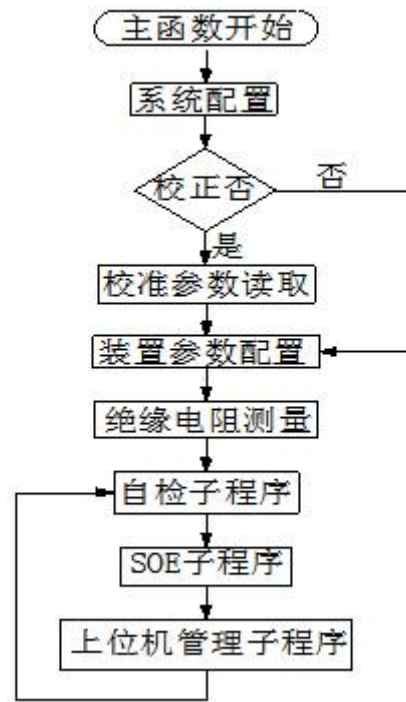 主函数开始
系统配置
校正否
否
是
校准参数读取
装置参数配置
绝缘电阻测量
自检子程序
SOE子程序
上位机管理子程序